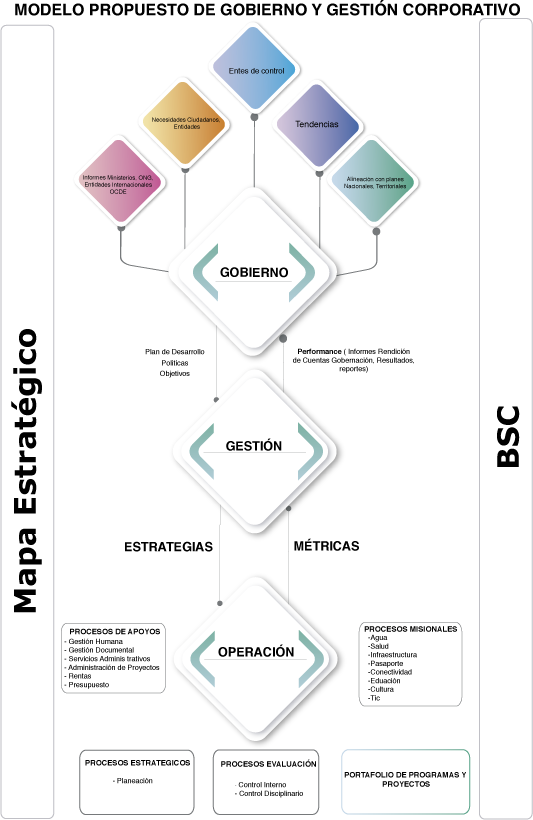 MODELO PROPUESTO DE GOBIERNO Y GESTIÓN CORPORATIVO
Entes de control
Necesidades Ciudadanos,
Entidades
Tendencias
Informes Ministerios, ONG,
Entidades Internacionales
OCDE
Alineación con planes
Nacionales, Territoriales
GOBIERNO
Plan de Desarrollo
Políticas
Objetivos
Performance ( Informes Rendición
de Cuentas Gobernación, Resultados,
reportes)
Mapa Estratégico
BSC
GESTIÓN
ESTRATEGIAS
MÉTRICAS
OPERACIÓN
PROCESOS DE APOYOS
- Gestión Humana
- Gestión Documental
- Servicios Adminis trativos
- Administración de Proyectos
- Rentas
- Presupuesto
PROCESOS MISIONALES
-Agua
-Salud
-Infraestructura
-Pasaporte
-Conectividad
-Eduación
-Cultura
-Tic
PROCESOS ESTRATEGICOS
- Planeación
PROCESOS EVALUACIÓN
- Control Interno
- Control Disciplinario
PORTAFOLIO DE PROGRAMAS Y
PROYECTOS